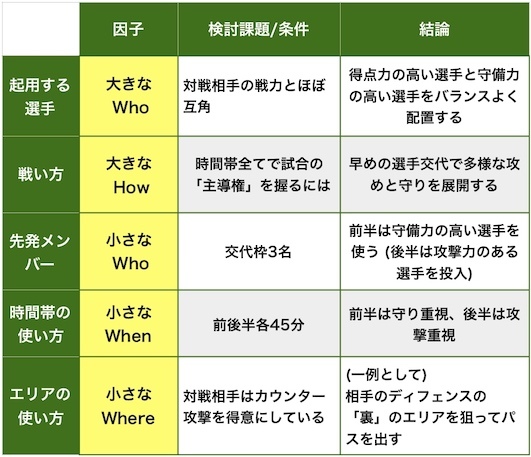 因子
検討課題/条件
結論
起用する
選手
大きな
Who
対戦相手の戦力とほぼ
互角
得点力の高い選手と守備力
の高い選手をバランスよく
配置する
戦い方
大きな
How
時間帯全てで試合の
「主導権」を握るには
早めの選手交代で多様な攻
めと守りを展開する
先発メン
バー
小さな
Who
交代枠3名
前半は守備力の高い選手を
使う (後半は攻撃力のある
選手を投入)
時間帯の
使い方
小さな
When
前後半各45分
前半は守り重視、後半は攻
撃重視
エリアの
使い方
小さな
Where
対戦相手はカウンター
攻撃を得意にしている
(一例として)
相手のディフェンスの
「裏」のエリアを狙ってパ
スを出す